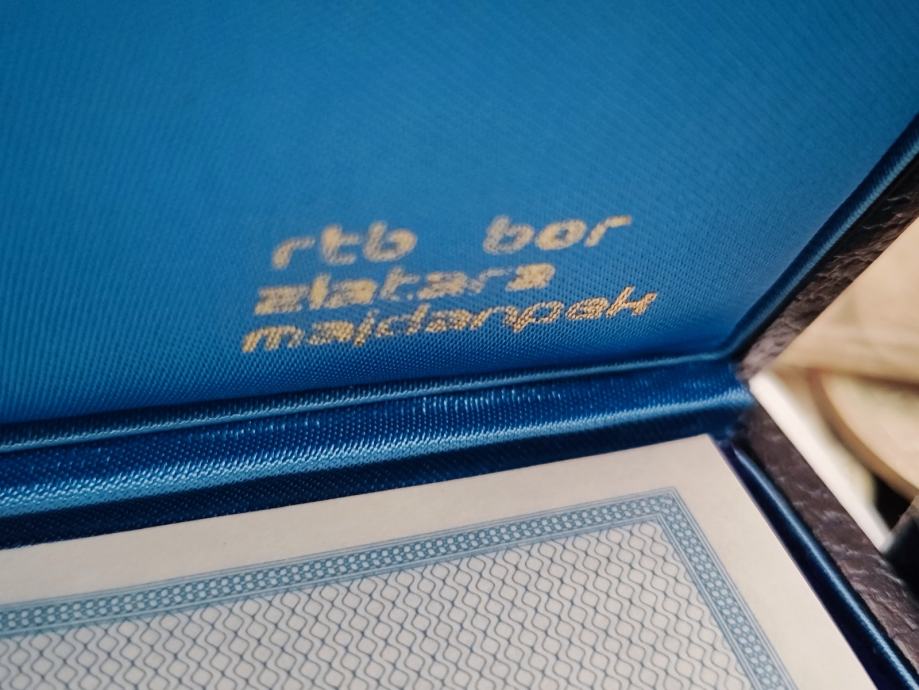 rtb bor
zlatara
majdanpek